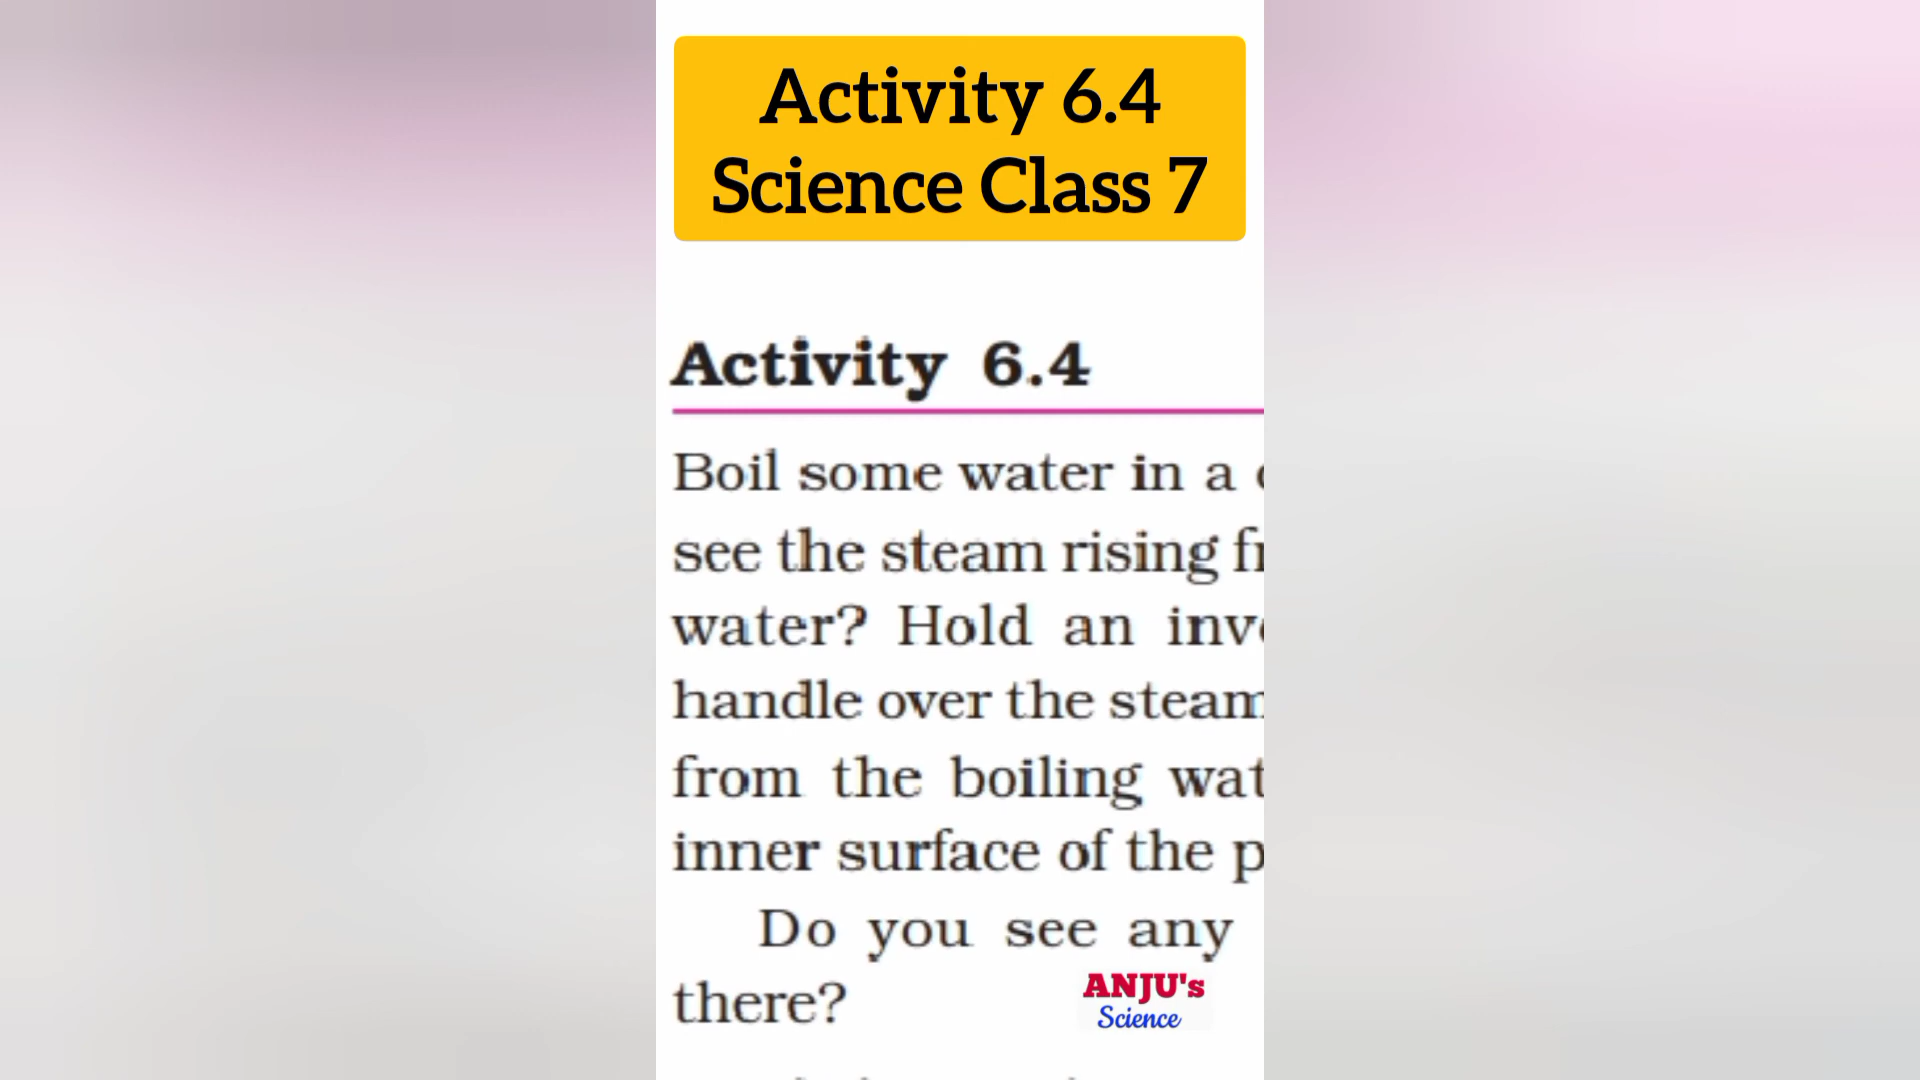 Activity 6.4
Science Class 7
Activity 6.4
Boil some water in a
see the steam rising
water? Hold an
handle over the steam
from the boiling
inner surface of the
Do you see any
there?
ANJU's
Science